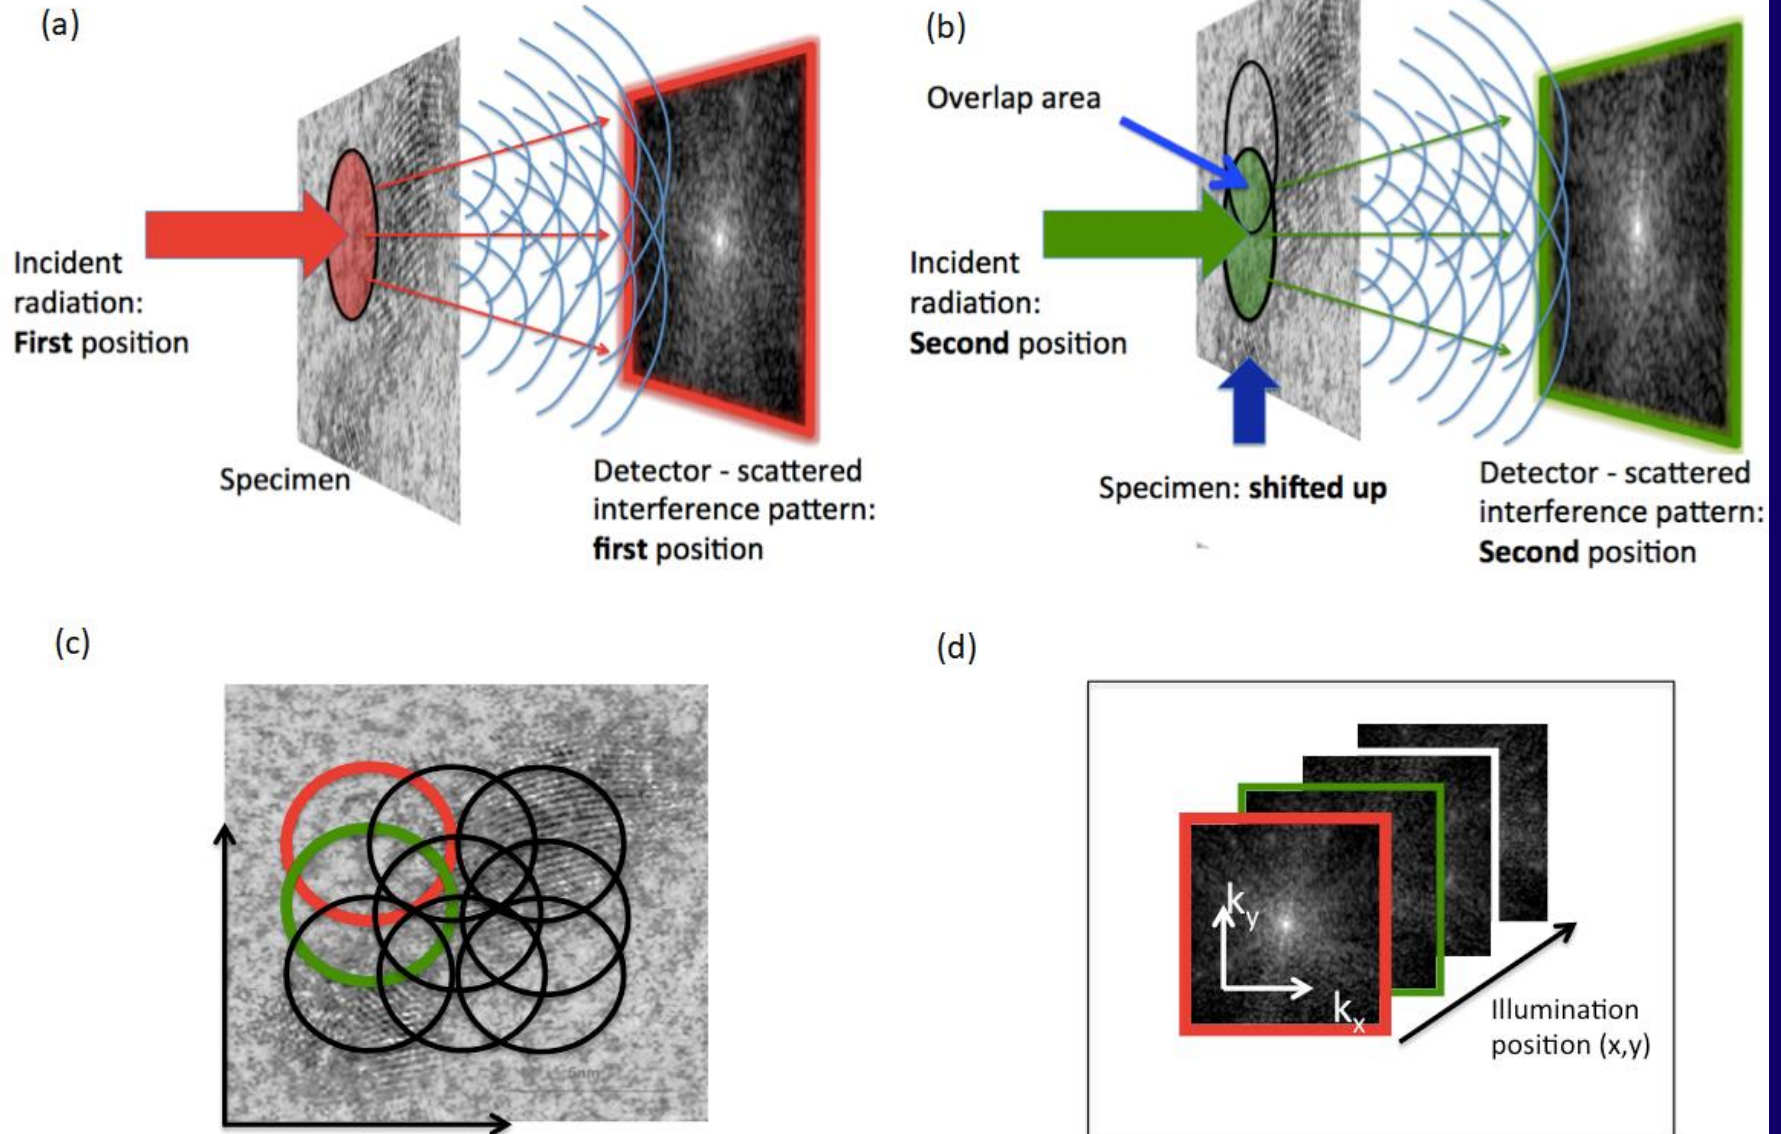 (a)
Incident
radiation:
First position
Specimen
Detector - scattered
interference pattern:
first position
(b)
Overlap area
Incident
radiation:
Second position
Specimen: shifted up
Detector - scattered
interference pattern:
Second position
(c)
5nm
(d)
ky
kx
Illumination
position (x,y)